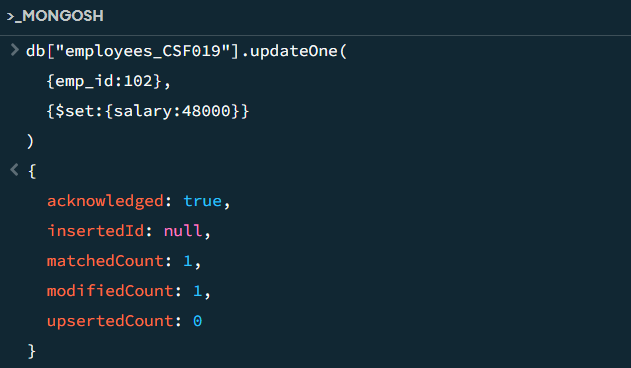 >_MONGOSH
> db["employees_CSF019"].updateOne(
{emp_id:102},
{$set:{salary:48000}}
)
< {
acknowledged: true,
insertedId: null,
matchedCount: 1,
modifiedCount: 1,
upsertedCount: 0
}